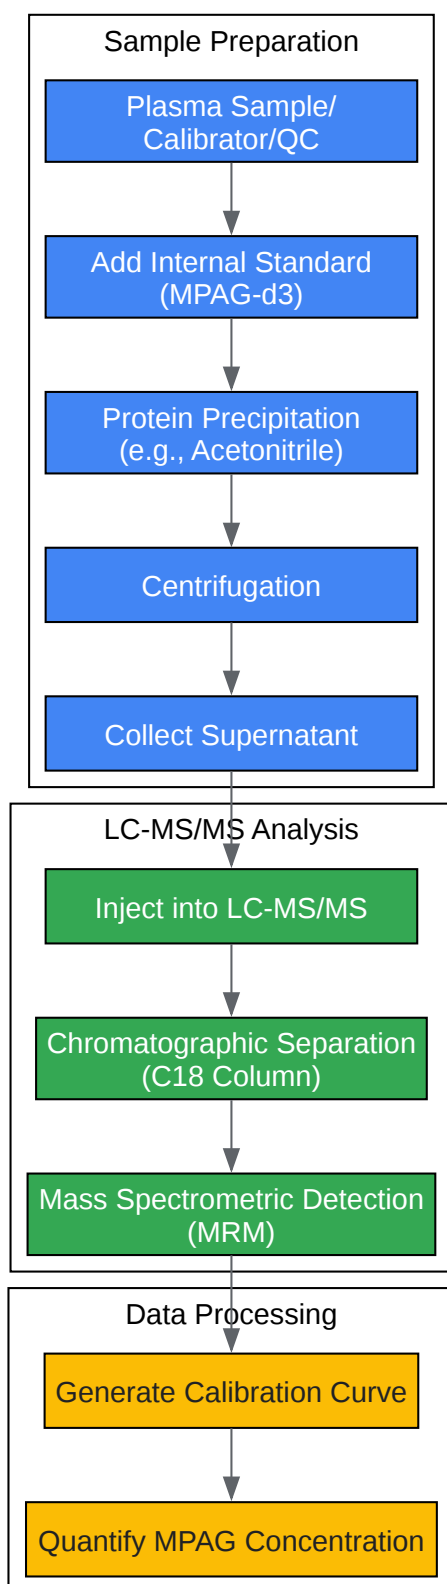 Sample Preparation
Plasma Sample/
Calibrator/QC
Add Internal Standard
(MPAG-d3)
Protein Precipitation
(e.g., Acetonitrile)
Centrifugation
Collect Supernatant
LC-MS/MS Analysis
Inject into LC-MS/MS
Chromatographic Separation
(C18 Column)
Mass Spectrometric Detection
(MRM)
Data Processing
Generate Calibration Curve
Quantify MPAG Concentration